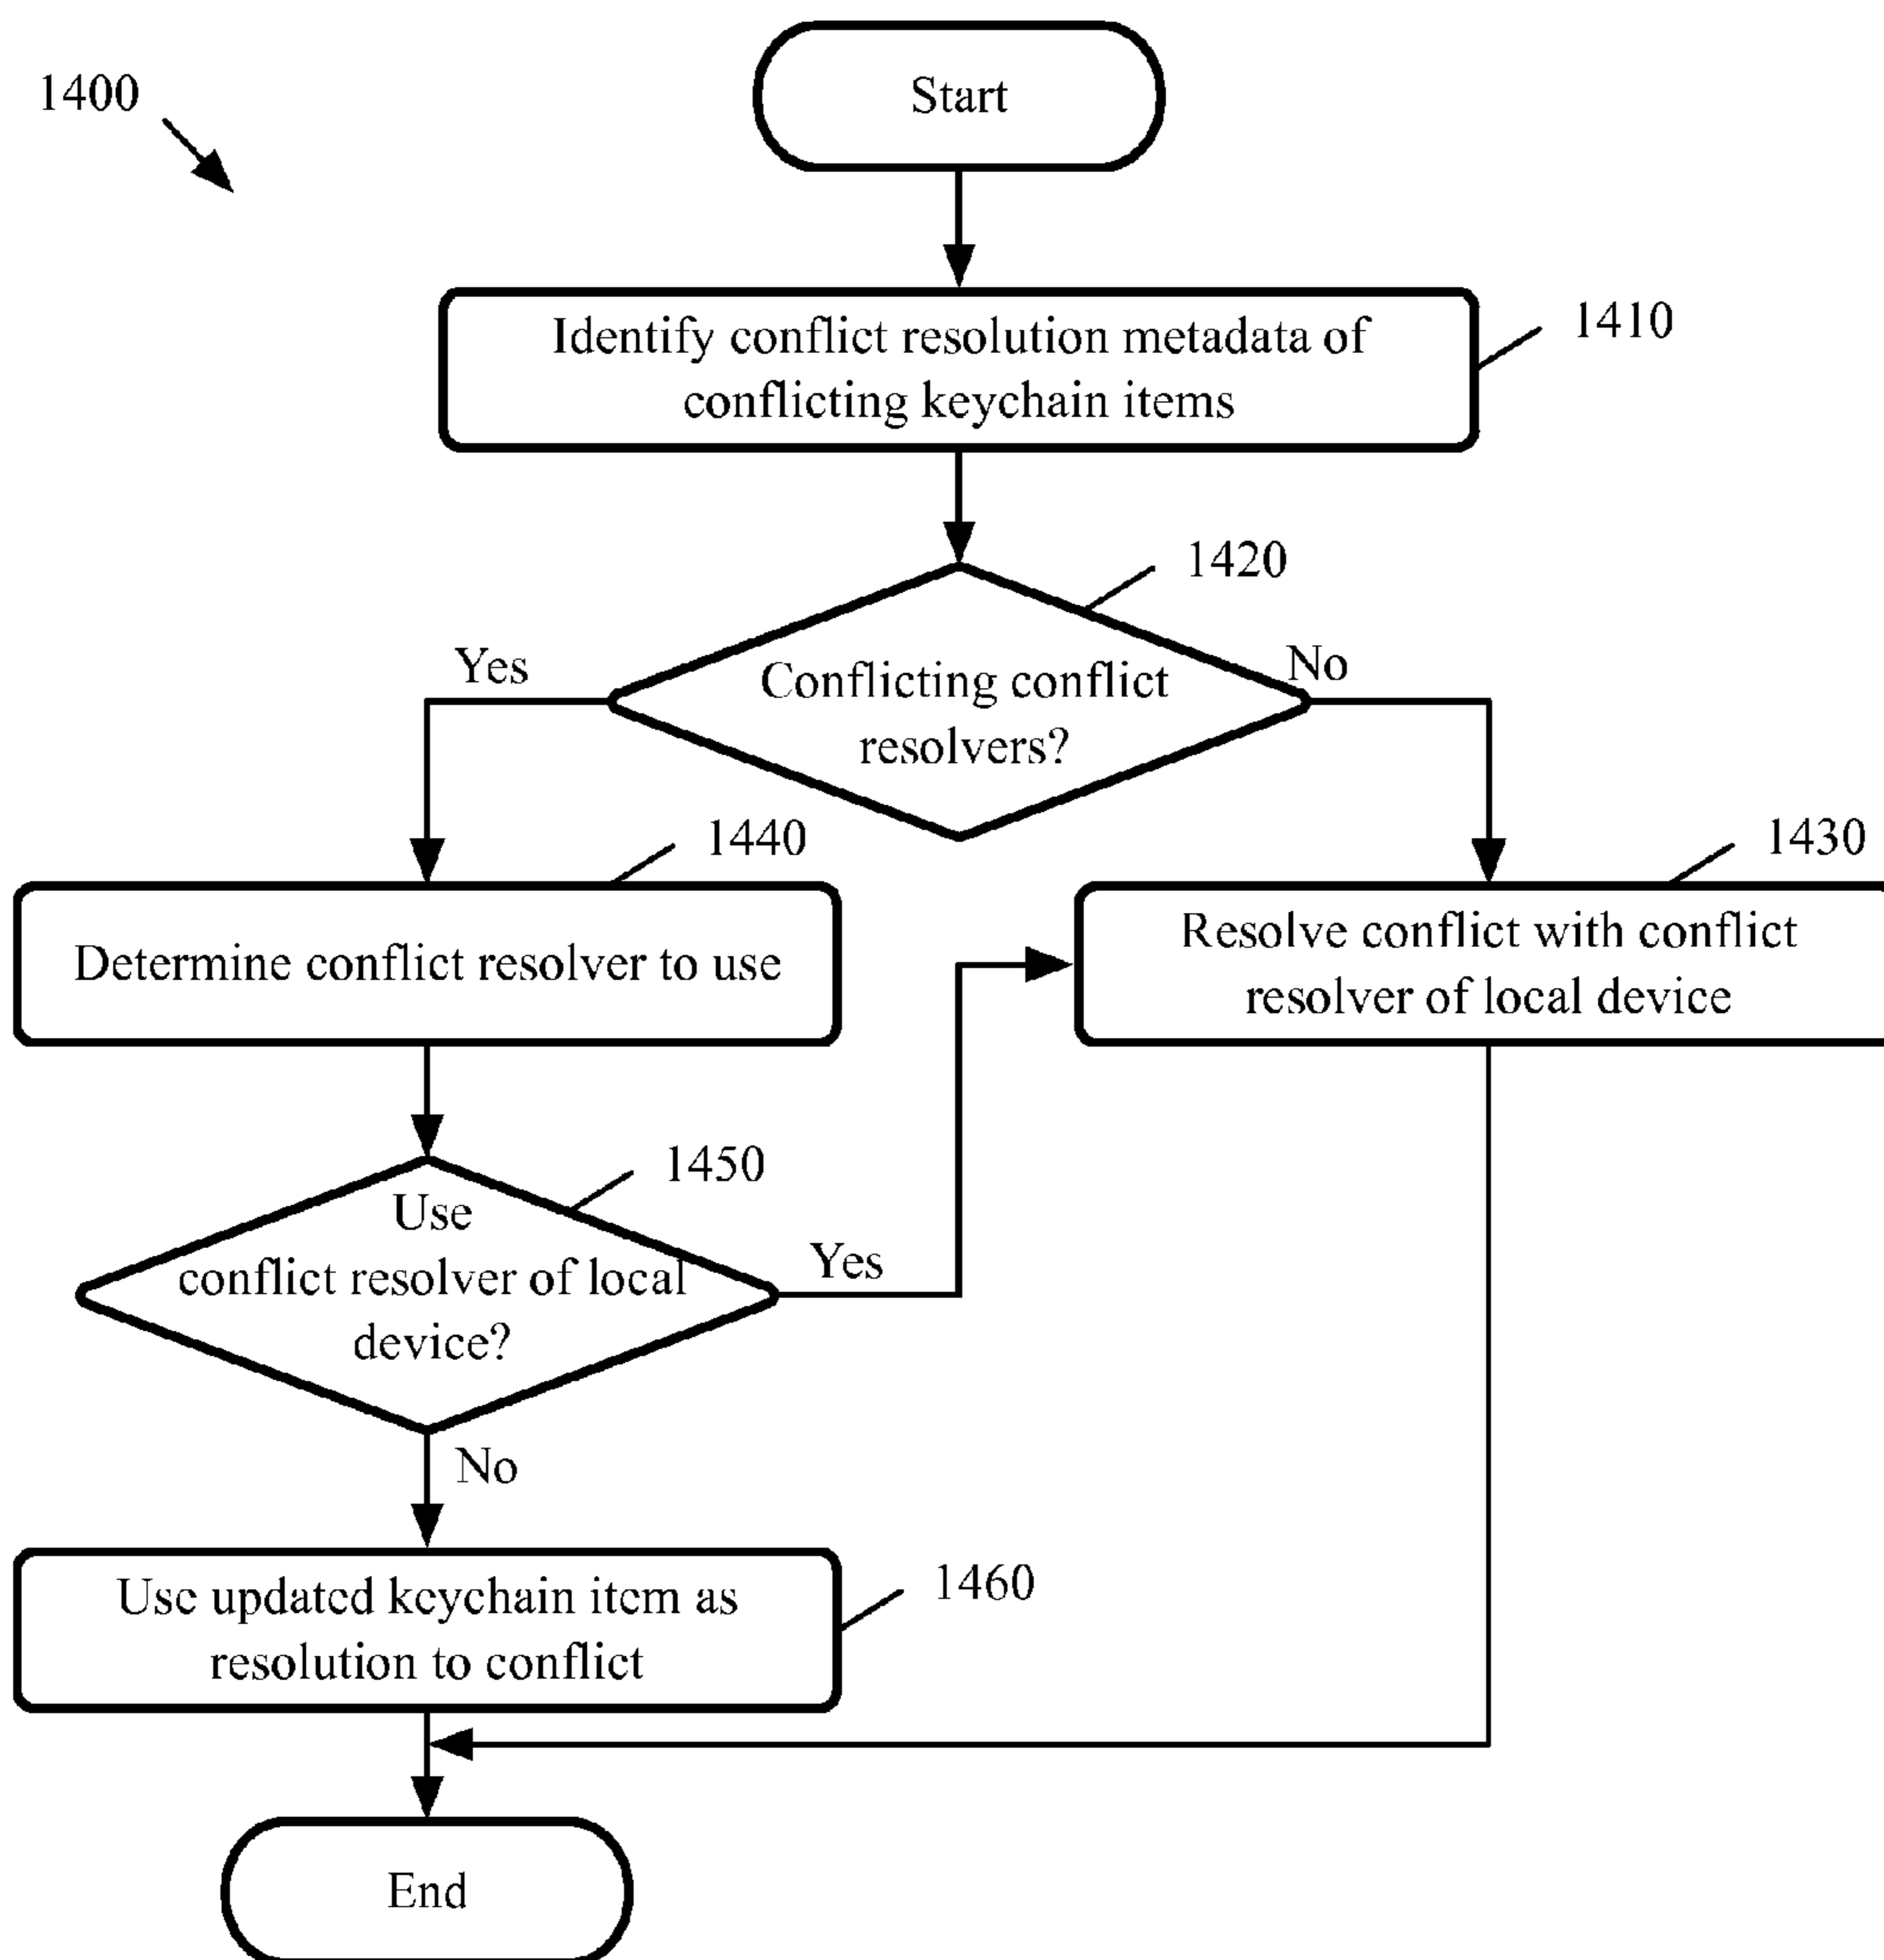 1400
Start
Identify conflict resolution metadata of
conflicting keychain items
1410
1420
Yes
Conflicting conflict
resolvers?
No
1440
1430
Determine conflict resolver to use
Resolve conflict with conflict
resolver of local device
1450
Use
conflict resolver of local
device?
Yes
No
Use updated keychain item as
resolution to conflict
1460
End